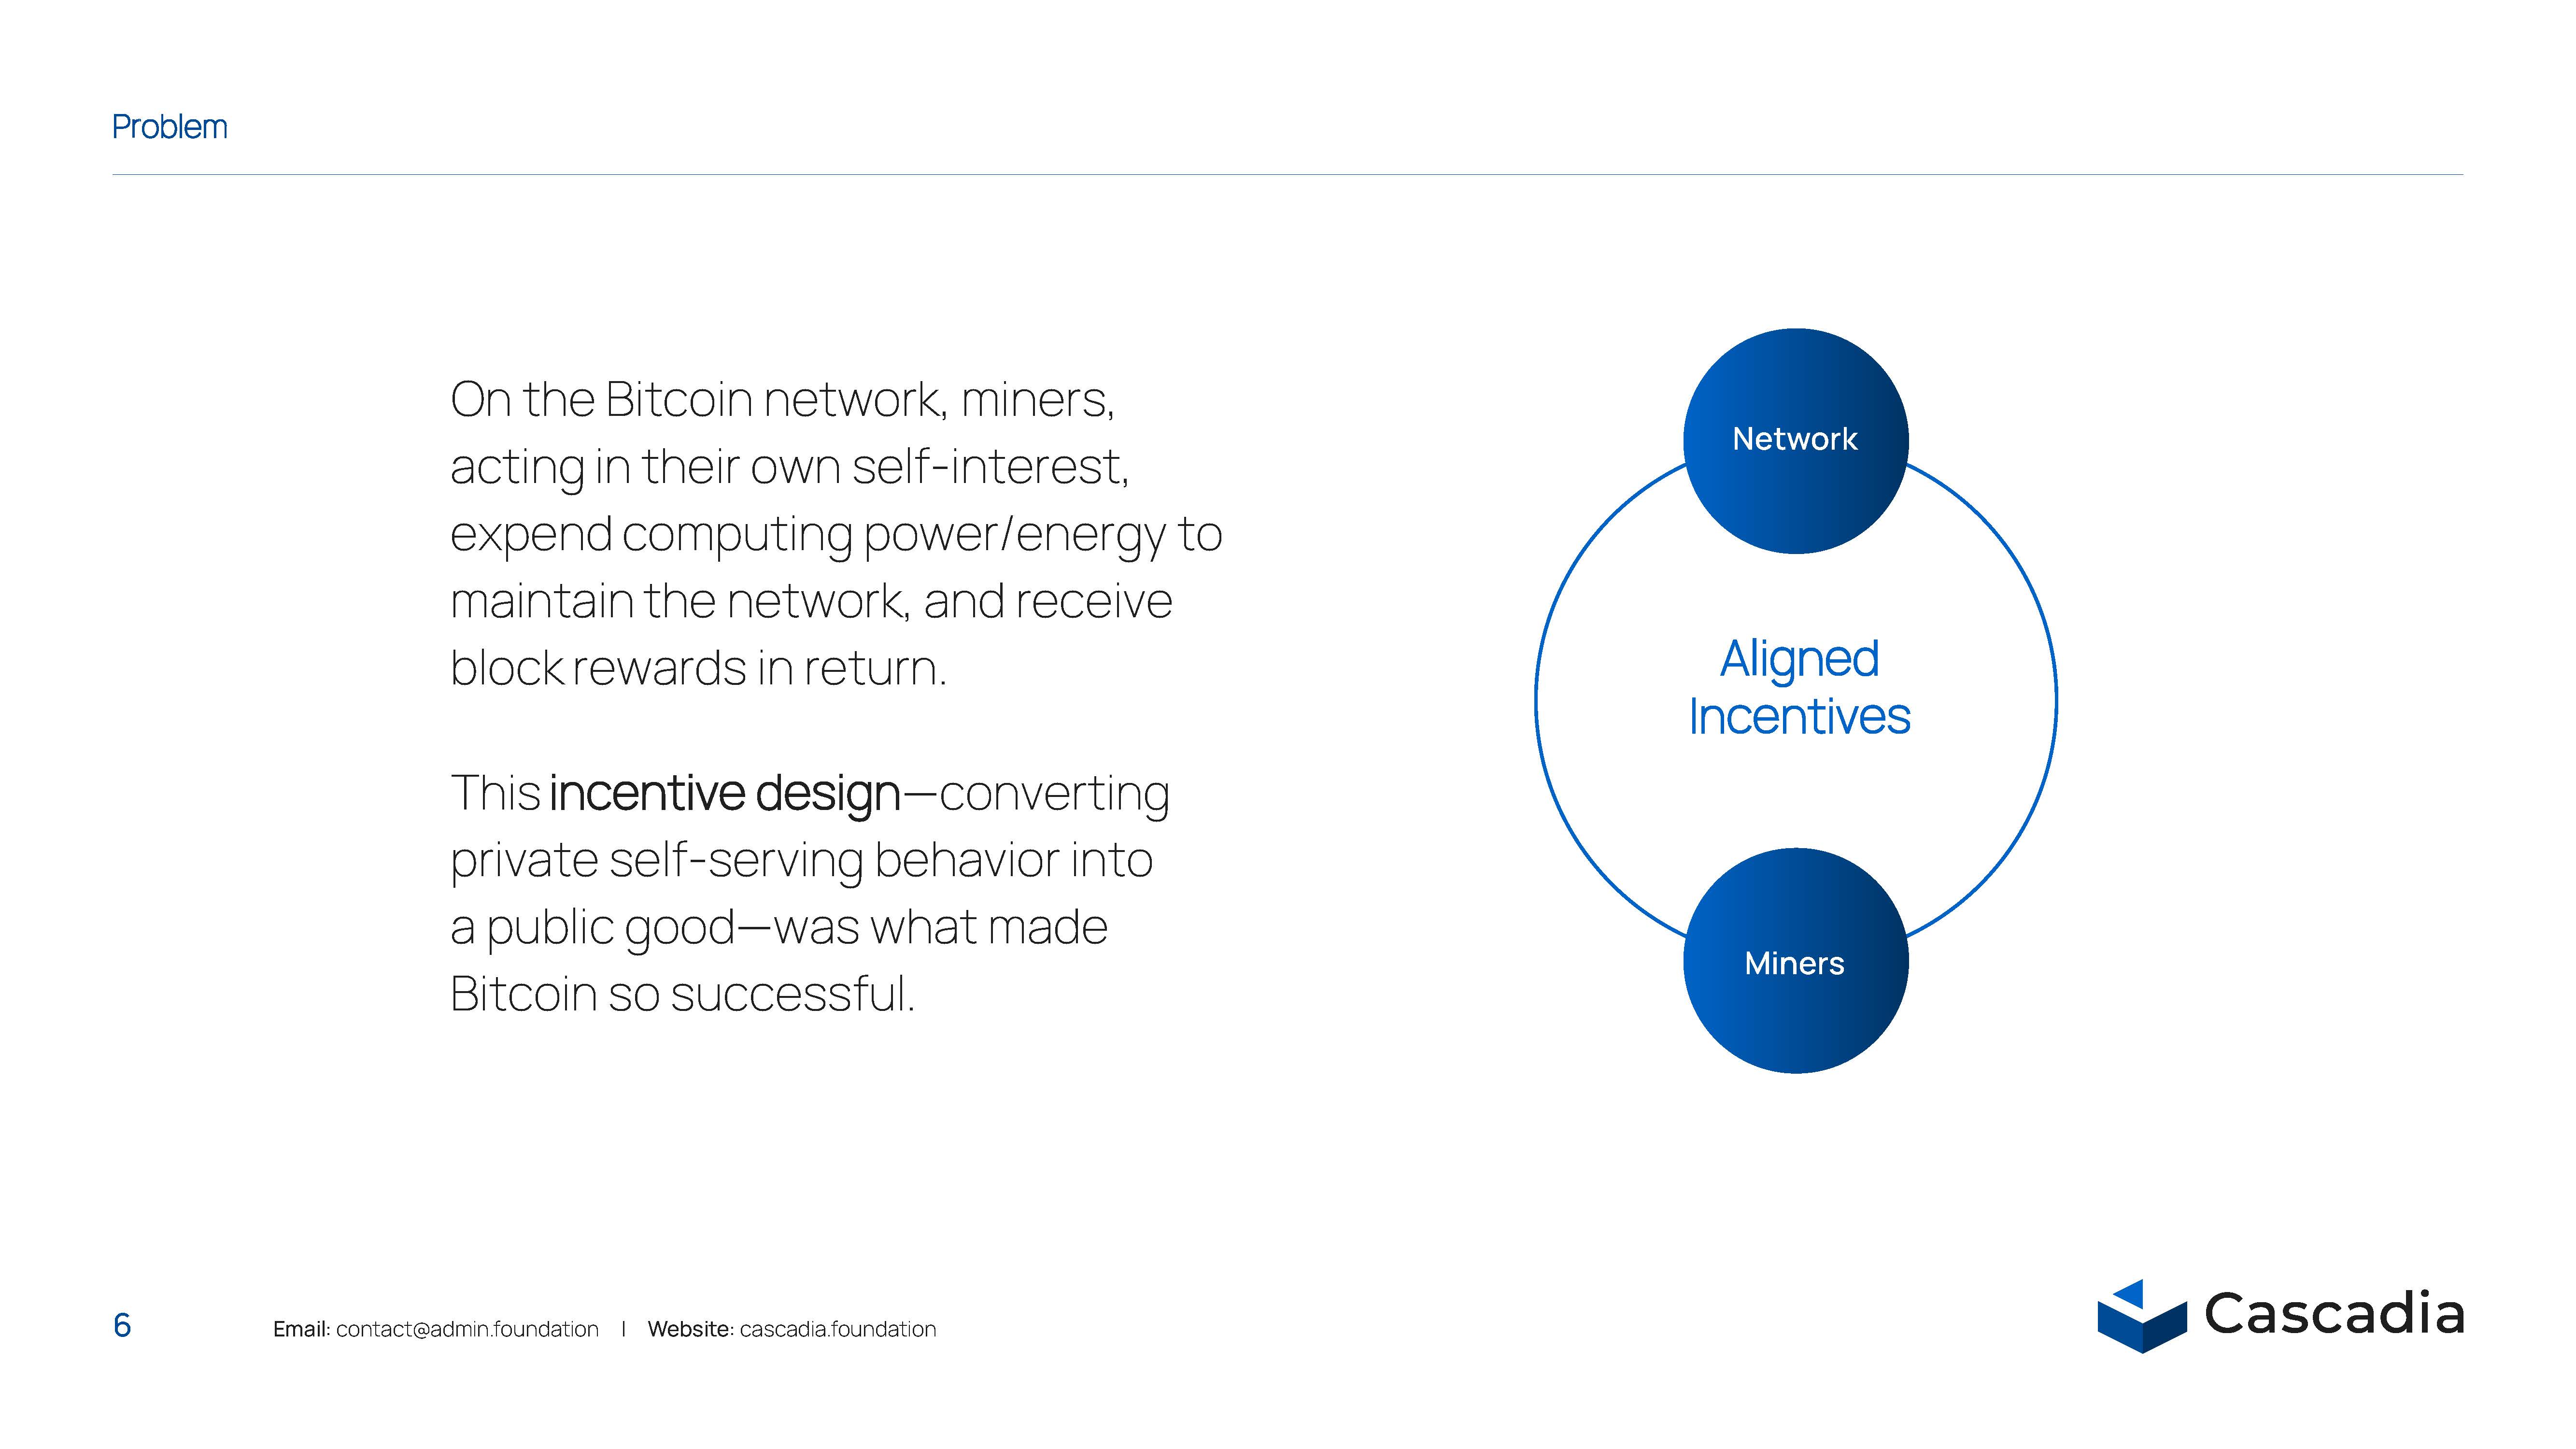 Problem
On the Bitcoin network, miners,
acting in their own self-interest,
expend computing power/energy to
maintain the network, and receive
block rewards in return.
This incentive design—converting
private self-serving behavior into
a public good—was what made
Bitcoin so successful.
Network
Aligned
Incentives
Miners
6
Email: contact@admin.foundation | Website: cascadia.foundation
Cascadia